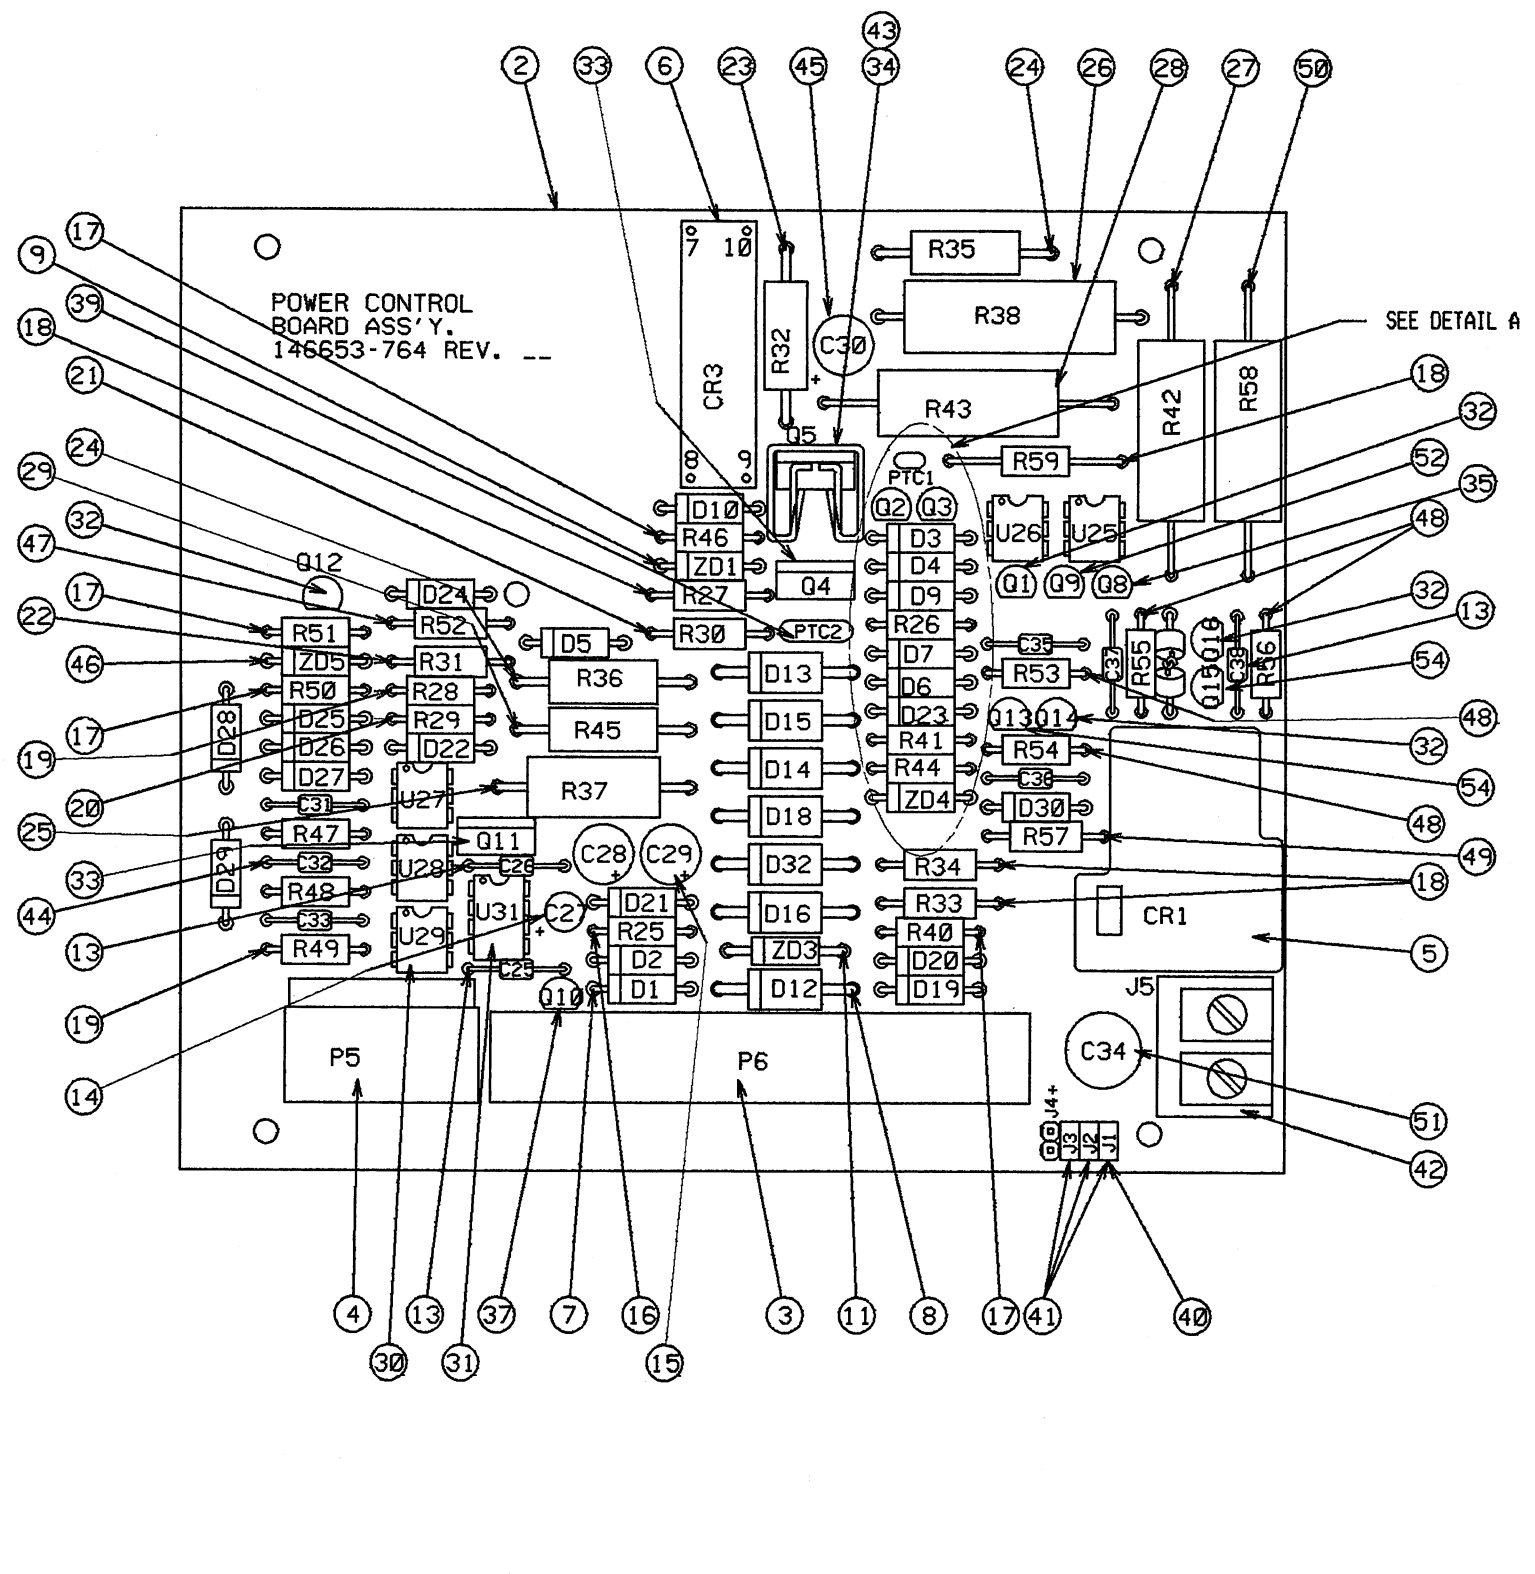 43
2 33 6 23 45 34 24 26 28 27 50
17
9
39
18
21
24
29
32
47
17
22
46
17
19
20
25
33
44
13
19
14
POWER CONTROL
BOARD ASS'Y.
146653-764 REV. __
7 10
CR3
8 9
R32
+
C30
R35
R38
R43
R42
R58
SEE DETAIL A
18
32
52
35
48
32
13
54
48
32
54
48
49
18
5
51
42
Q5
PTC1
R59
Q2 Q3
U26 U25
Q1 Q9 Q8
D10
R46
ZD1
R27
R30
Q4
PTC2
D3
D4
D9
R26
D7
D6
D23
R41
R44
ZD4
Q12
D24
R52
D5
R51
ZD5
R50
D25
D26
D27
C31
R47
C32
R48
C33
R49
D28
D29
R31
R28
R29
D22
U27
U28
U29
R36
R45
R37
Q11
C26
U31
+
C27
C25
Q10
C28
+
C29
+
D21
R25
D2
D1
D13
D15
D14
D18
D32
D16
ZD3
D12
C35
R53
Q13 Q14
R54
C36
D30
R57
R34
R33
R40
D20
D19
C37
R55
Q16
Q15
C38
R56
CR1
J5
C34
P5
P6
J4+
J3
J2
J1
4 13 37 7 16 3 11 8 17 41 40
30 31 15